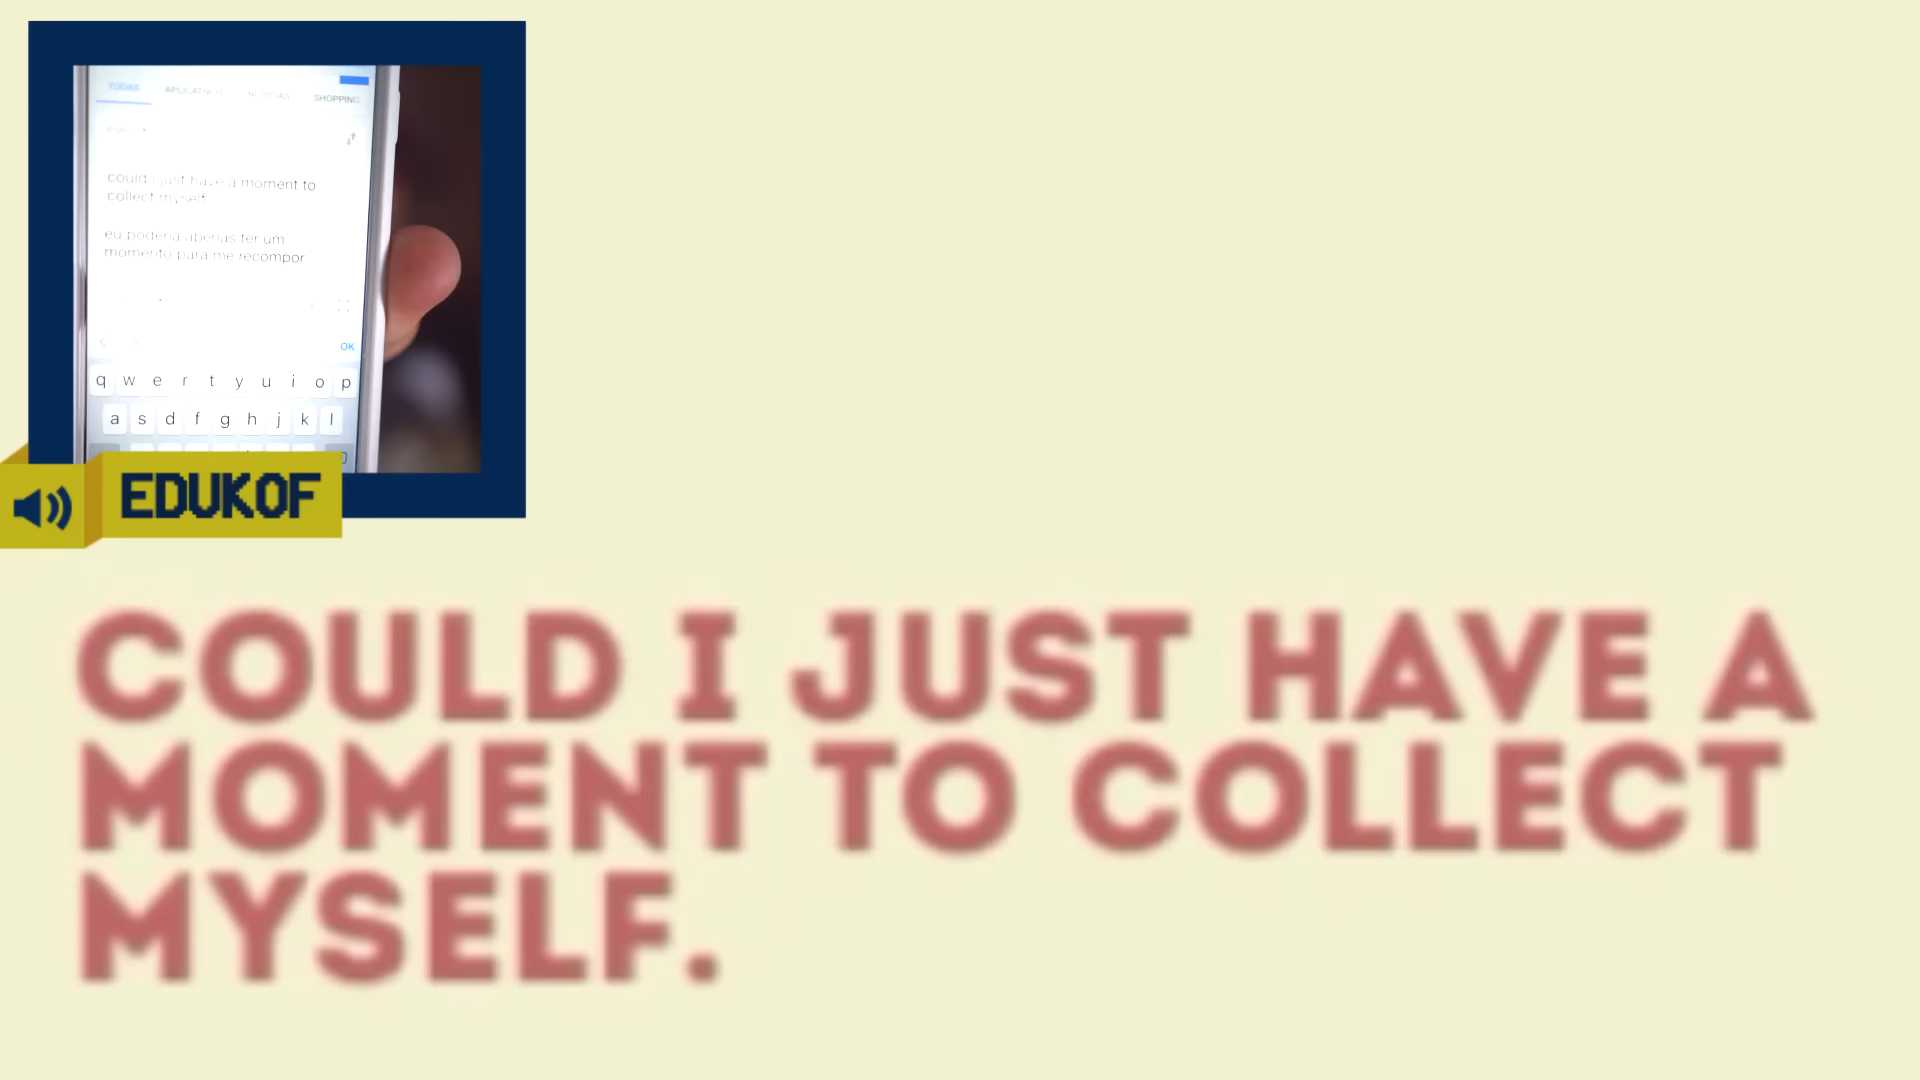 TODAS APLICATIVOS NOTÍCIAS SHOPPING
could i just have a moment to
collect myself
eu poderia apenas ter um
momento para me recompor
OK
q w e r t y u i o p
a s d f g h j k l
EDUKOF
COULD I JUST HAVE A
MOMENT TO COLLECT
MYSELF.